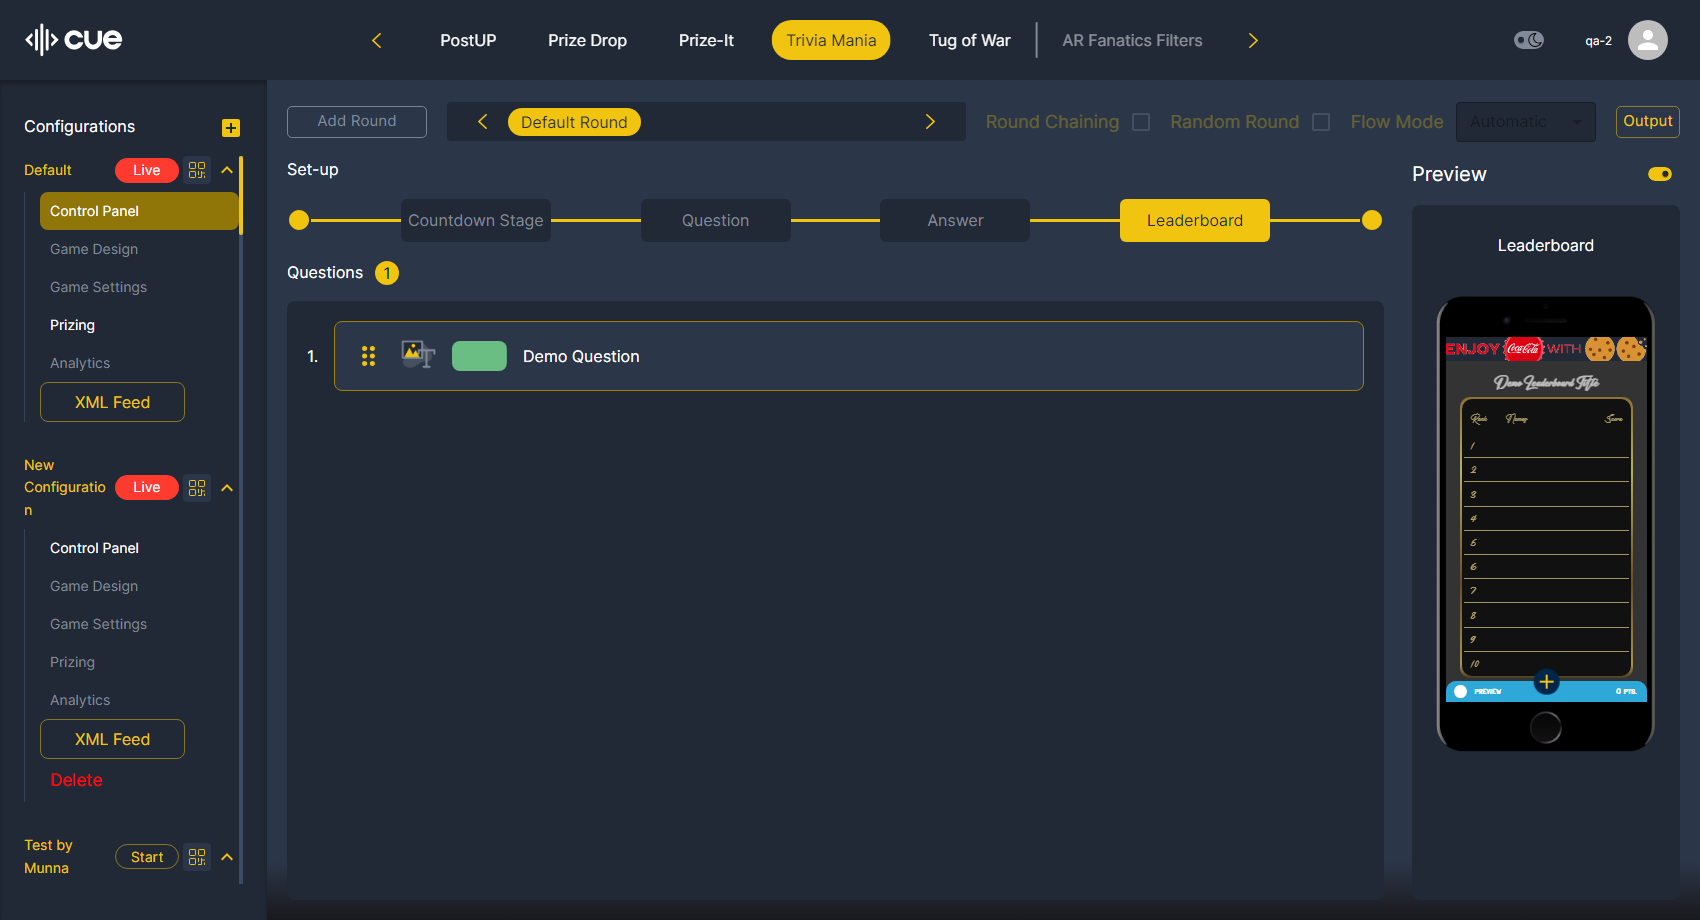 cue
PostUP
Prize Drop
Prize-It
Trivia Mania
Tug of War
AR Fanatics Filters
qa-2
Configurations
Default
Live
Control Panel
Game Design
Game Settings
Prizing
Analytics
XML Feed
New
Configuratio
n
Live
Control Panel
Game Design
Game Settings
Prizing
Analytics
XML Feed
Delete
Test by
Munna
Start
Add Round
Default Round
Round Chaining
Random Round
Flow Mode
Automatic
Output
Set-up
Countdown Stage
Question
Answer
Leaderboard
Questions 1
1.
Demo Question
Preview
Leaderboard
ENJOY Coca-Cola WITH
Demo Leaderboard Title
Rank Names Score
1
2
3
4
5
6
7
8
9
10
PREVIEW
0 PTS.